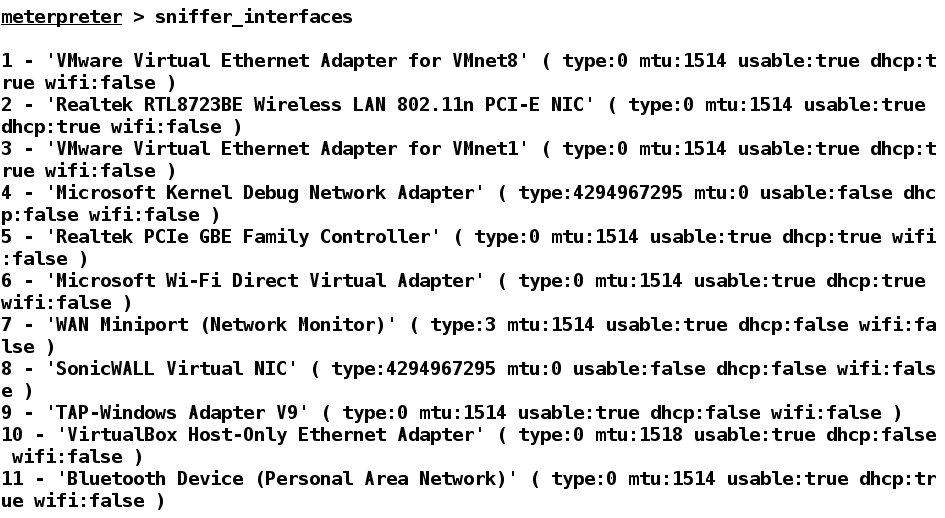 meterpreter > sniffer_interfaces
1 - 'VMware Virtual Ethernet Adapter for VMnet8' ( type:0 mtu:1514 usable:true dhcp:t
rue wifi:false )
2 - 'Realtek RTL8723BE Wireless LAN 802.11n PCI-E NIC' ( type:0 mtu:1514 usable:true
dhcp:true wifi:false )
3 - 'VMware Virtual Ethernet Adapter for VMnet1' ( type:0 mtu:1514 usable:true dhcp:t
rue wifi:false )
4 - 'Microsoft Kernel Debug Network Adapter' ( type:4294967295 mtu:0 usable:false dhc
p:false wifi:false )
5 - 'Realtek PCIe GBE Family Controller' ( type:0 mtu:1514 usable:true dhcp:true wifi
:false )
6 - 'Microsoft Wi-Fi Direct Virtual Adapter' ( type:0 mtu:1514 usable:true dhcp:true
wifi:false )
7 - 'WAN Miniport (Network Monitor)' ( type:3 mtu:1514 usable:true dhcp:false wifi:fa
lse )
8 - 'SonicWALL Virtual NIC' ( type:4294967295 mtu:0 usable:false dhcp:false wifi:fals
e )
9 - 'TAP-Windows Adapter V9' ( type:0 mtu:1514 usable:true dhcp:false wifi:false )
10 - 'VirtualBox Host-Only Ethernet Adapter' ( type:0 mtu:1518 usable:true dhcp:false
 wifi:false )
11 - 'Bluetooth Device (Personal Area Network)' ( type:0 mtu:1514 usable:true dhcp:tr
ue wifi:false )